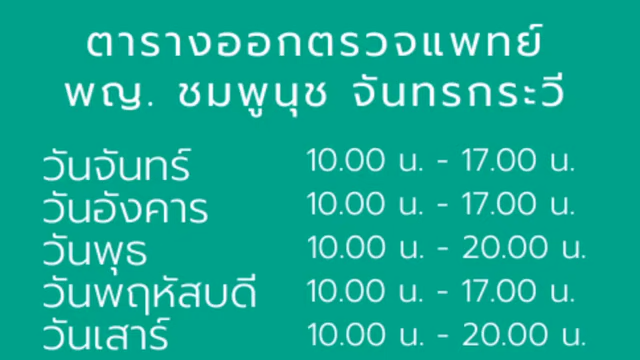 ตารางออกตรวจแพทย์
พญ. ชมพูนุช จันทรกระวี
วันจันทร์ 10.00 น. - 17.00 น.
วันอังคาร 10.00 น. - 17.00 น.
วันพุธ 10.00 น. - 20.00 น.
วันพฤหัสบดี 10.00 น. - 17.00 น.
วันเสาร์ 10.00 น. - 20.00 น.